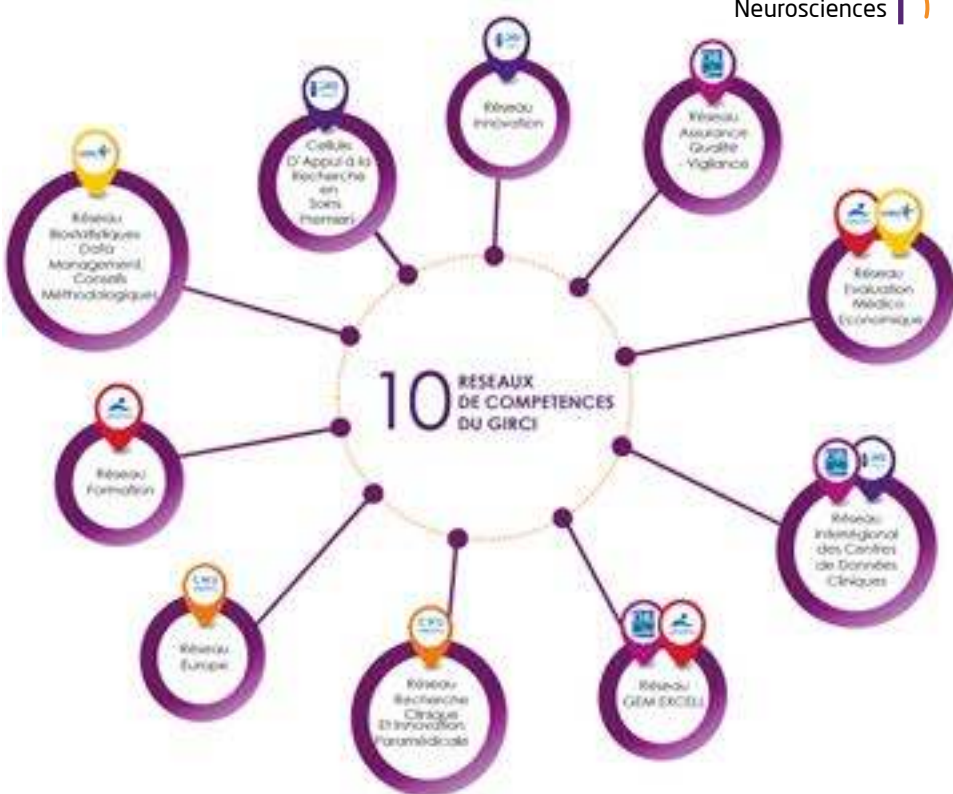 Neurosciences
Réseau
Innovation
Cellule
D'Appui à la
Recherche
en
Soins
Premiers
Réseau
Assurance
Qualité
- Vigilance
Réseau
Biostatistiques
Data
Management,
Conseils
Méthodologiques
Réseau
Evaluation
Médico
Economique
10 RESEAUX
DE COMPETENCES
DU GIRCI
Réseau
Formation
Réseau
Interrégional
des Centres
de Données
Cliniques
Réseau
Europe
Réseau
Recherche
Clinique
Et Innovation
Paramédicale
Réseau
GEM EXCELL